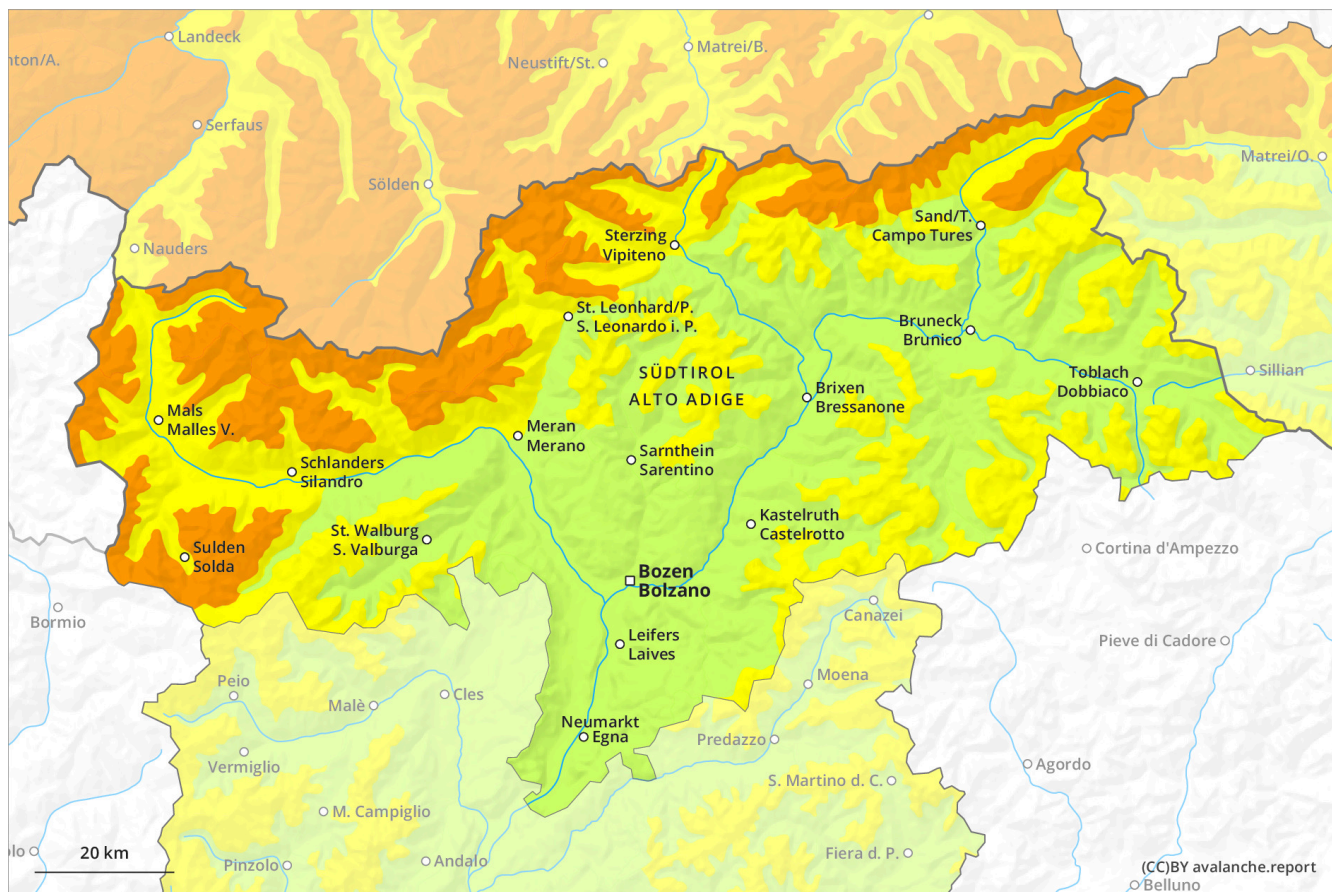 Landeck
Matrei/B.
nton/A.
Neustift/St.
Serfaus
Matrei/O.
Sölden
Sand/T.
Campo Tures
Sterzing
Vipiteno
Nauders
St. Leonhard/P.
S. Leonardo i. P.
Bruneck
Brunico
SÜDTIROL
ALTO ADIGE
Toblach
Dobbiaco
Sillian
Brixen
Bressanone
Mals
Malles V.
Meran
Merano
Sarnthein
Sarentino
Schlanders
Silandro
Kastelruth
Castelrotto
St. Walburg
S. Valburga
Sulden
Solda
Cortina d'Ampezzo
Bozen
Bolzano
Bormio
Canazei
Leifers
Laives
Pieve di Cadore
Peio
Moena
Malè
Cles
Neumarkt
Egna
Predazzo
Vermiglio
Agordo
S. Martino d. C.
M. Campiglio
olo
20 km
Pinzolo
Andalo
Fiera d. P.
(CC)BY avalanche.report
Belluno